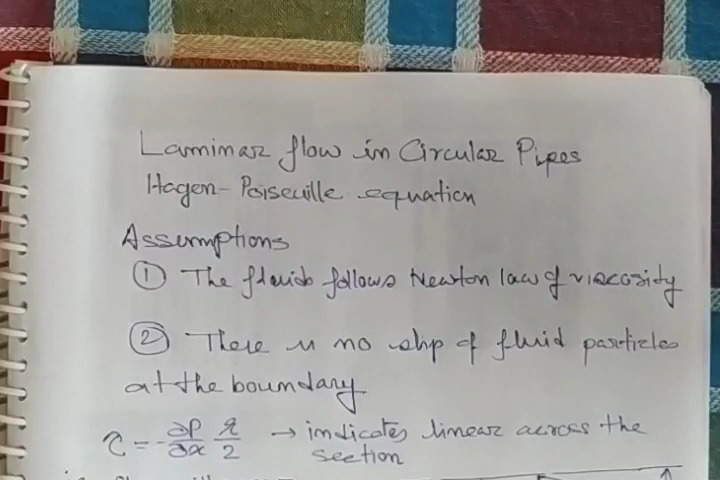 Laminar flow in Circular Pipes
Hagen-Poiseuille equation
Assumptions
① The fluid follows Newton law of viscosity
② There is no slip of fluid particles
at the boundary
τ = -∂P/∂x r/2 → indicates linear across the
section